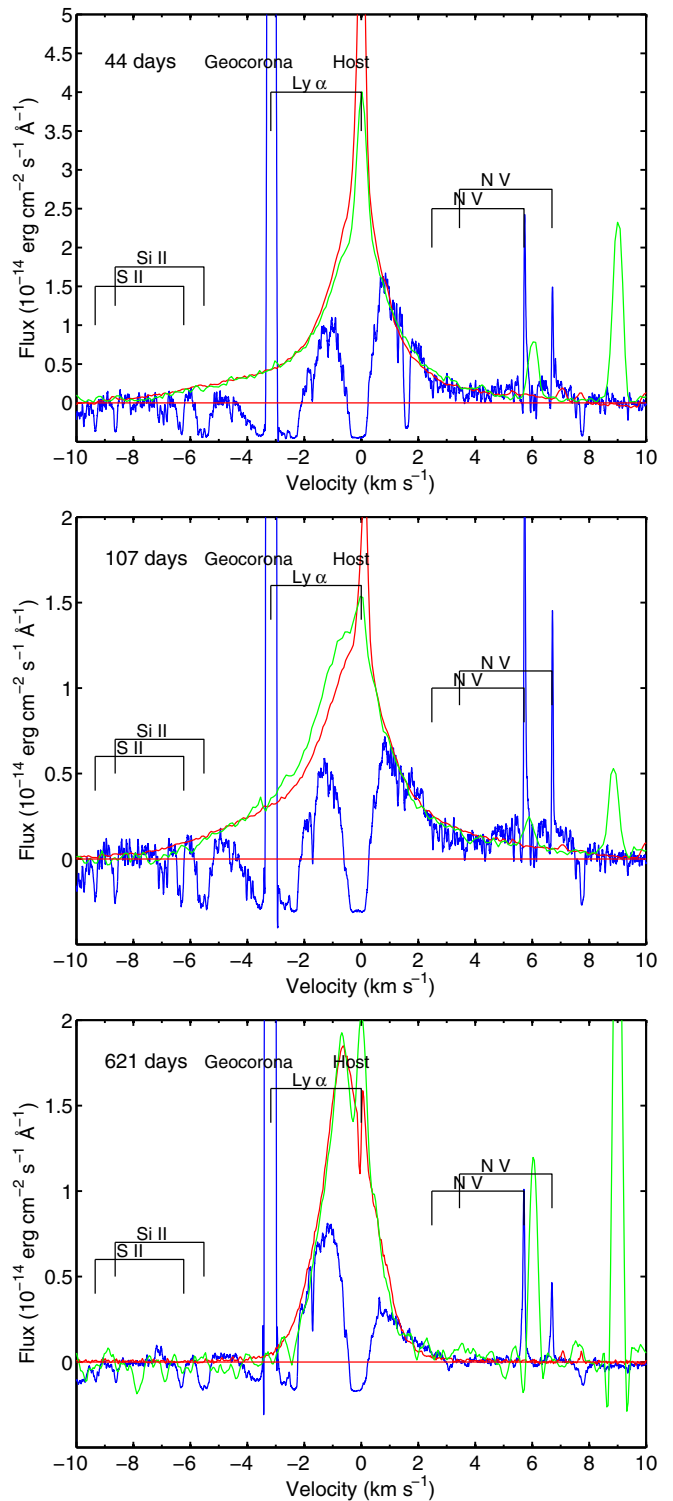 44 days
Geocorona
Host
Ly α
N V
N V
Si II
S II
5
4.5
4
3.5
3
2.5
2
1.5
1
0.5
0
Flux (10⁻¹⁴ erg cm⁻² s⁻¹ Å⁻¹)
−10 −8 −6 −4 −2 0 2 4 6 8 10
Velocity (km s⁻¹)
107 days
Geocorona
Host
Ly α
N V
N V
Si II
S II
2
1.5
1
0.5
0
Flux (10⁻¹⁴ erg cm⁻² s⁻¹ Å⁻¹)
−10 −8 −6 −4 −2 0 2 4 6 8 10
Velocity (km s⁻¹)
621 days
Geocorona
Host
Ly α
N V
N V
Si II
S II
2
1.5
1
0.5
0
Flux (10⁻¹⁴ erg cm⁻² s⁻¹ Å⁻¹)
−10 −8 −6 −4 −2 0 2 4 6 8 10
Velocity (km s⁻¹)